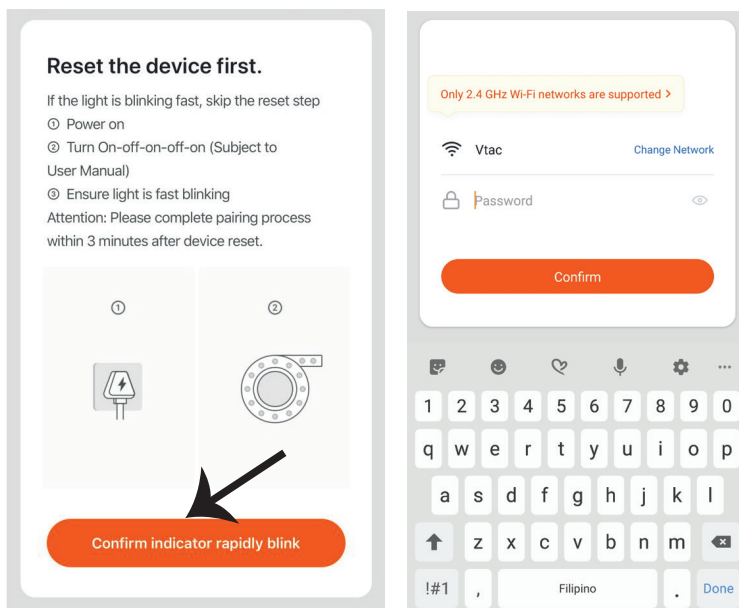 Reset the device first.
If the light is blinking fast, skip the reset step
① Power on
② Turn On-off-on-off-on (Subject to
User Manual)
③ Ensure light is fast blinking
Attention: Please complete pairing process
within 3 minutes after device reset.
① ②
Confirm indicator rapidly blink
Only 2.4 GHz Wi-Fi networks are supported >
Vtac Change Network
Password
Confirm
1 2 3 4 5 6 7 8 9 0
q w e r t y u i o p
a s d f g h j k l
z x c v b n m
!#1 , Filipino . Done